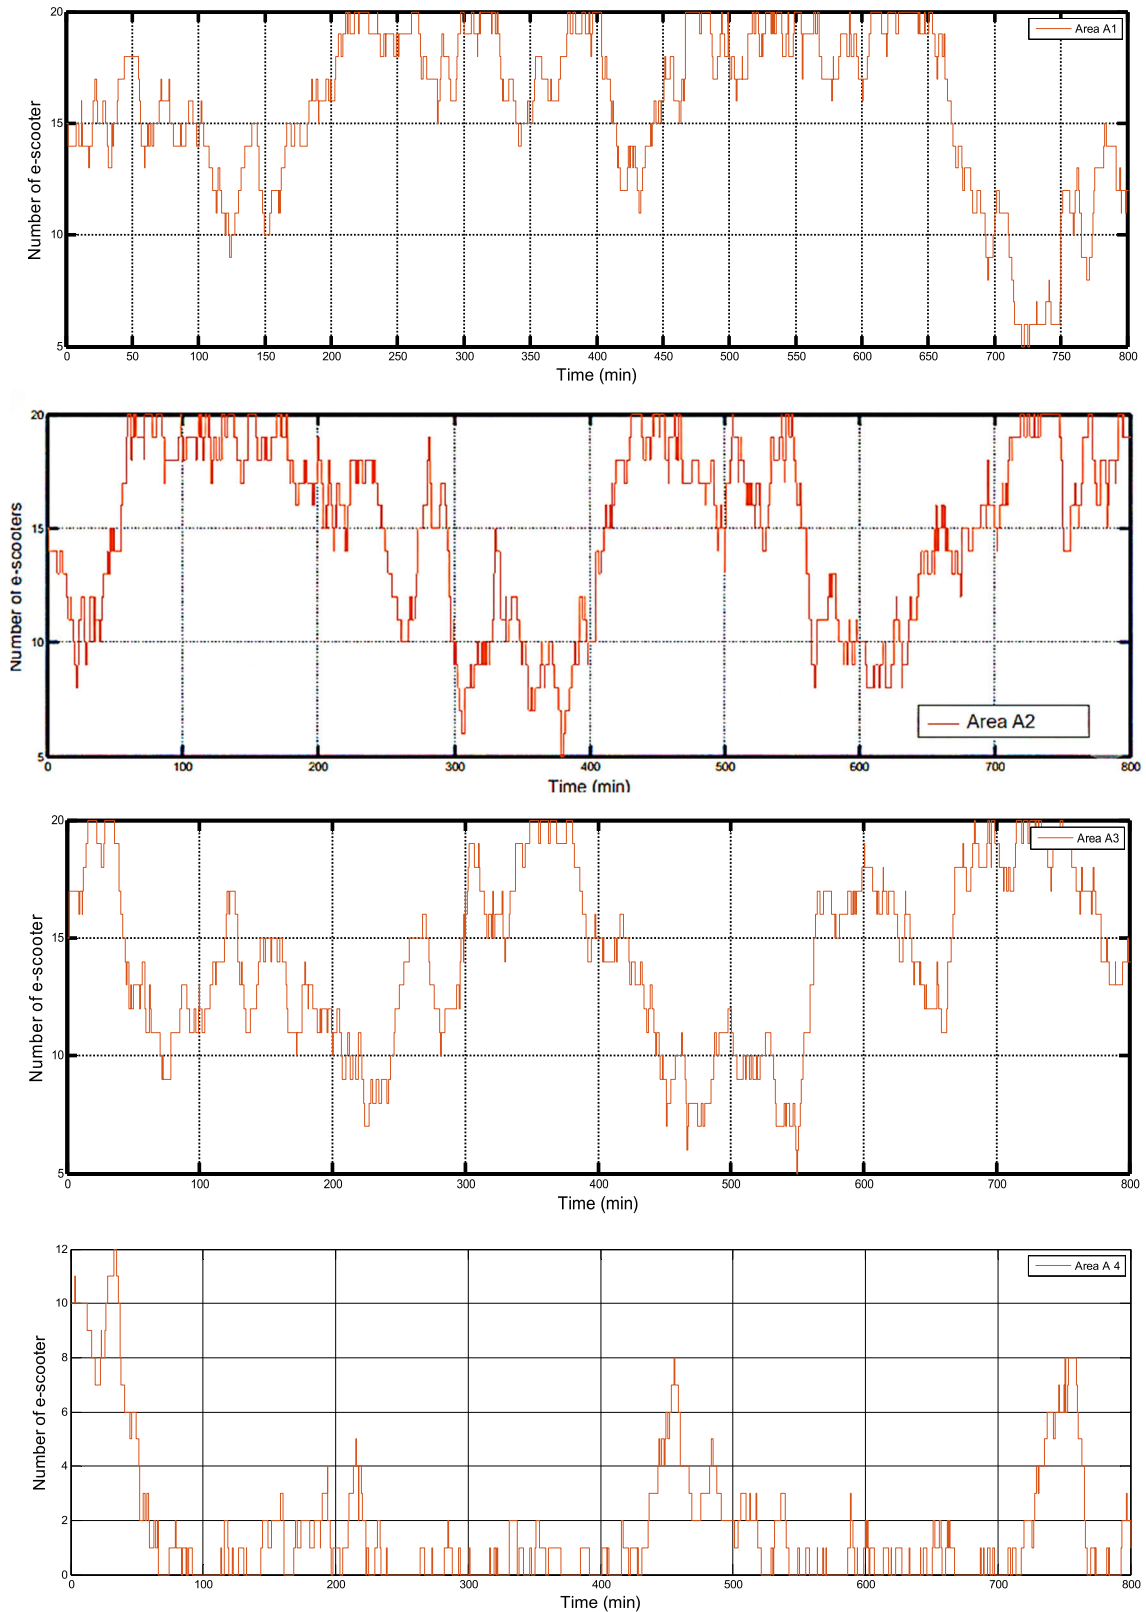 20
Area A1
15
10
5
Number of e-scooter
0 50 100 150 200 250 300 350 400 450 500 550 600 650 700 750 800
Time (min)
20
15
10
5
Number of e-scooters
Area A2
0 100 200 300 400 500 600 700 800
Time (min)
20
Area A3
15
10
5
Number of e-scooter
0 100 200 300 400 500 600 700 800
Time (min)
12
Area A 4
10
8
6
4
2
0
Number of e-scooter
0 100 200 300 400 500 600 700 800
Time (min)